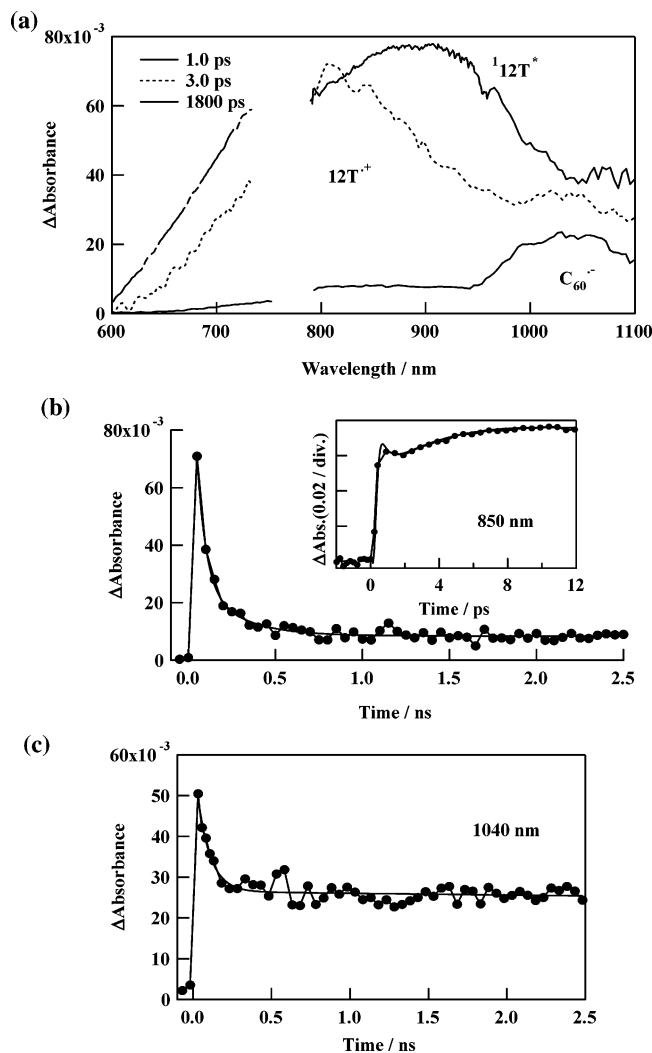 (a)
80x10⁻³
60
40
20
0
ΔAbsorbance
1.0 ps
3.0 ps
1800 ps
¹12T*
12T·+
C60·-
600 700 800 900 1000 1100
Wavelength / nm
(b)
80x10⁻³
60
40
20
0
ΔAbsorbance
ΔAbs.(0.02 / div.)
850 nm
0 4 8 12
Time / ps
0.0 0.5 1.0 1.5 2.0 2.5
Time / ns
(c)
60x10⁻³
50
40
30
20
10
0
ΔAbsorbance
1040 nm
0.0 0.5 1.0 1.5 2.0 2.5
Time / ns